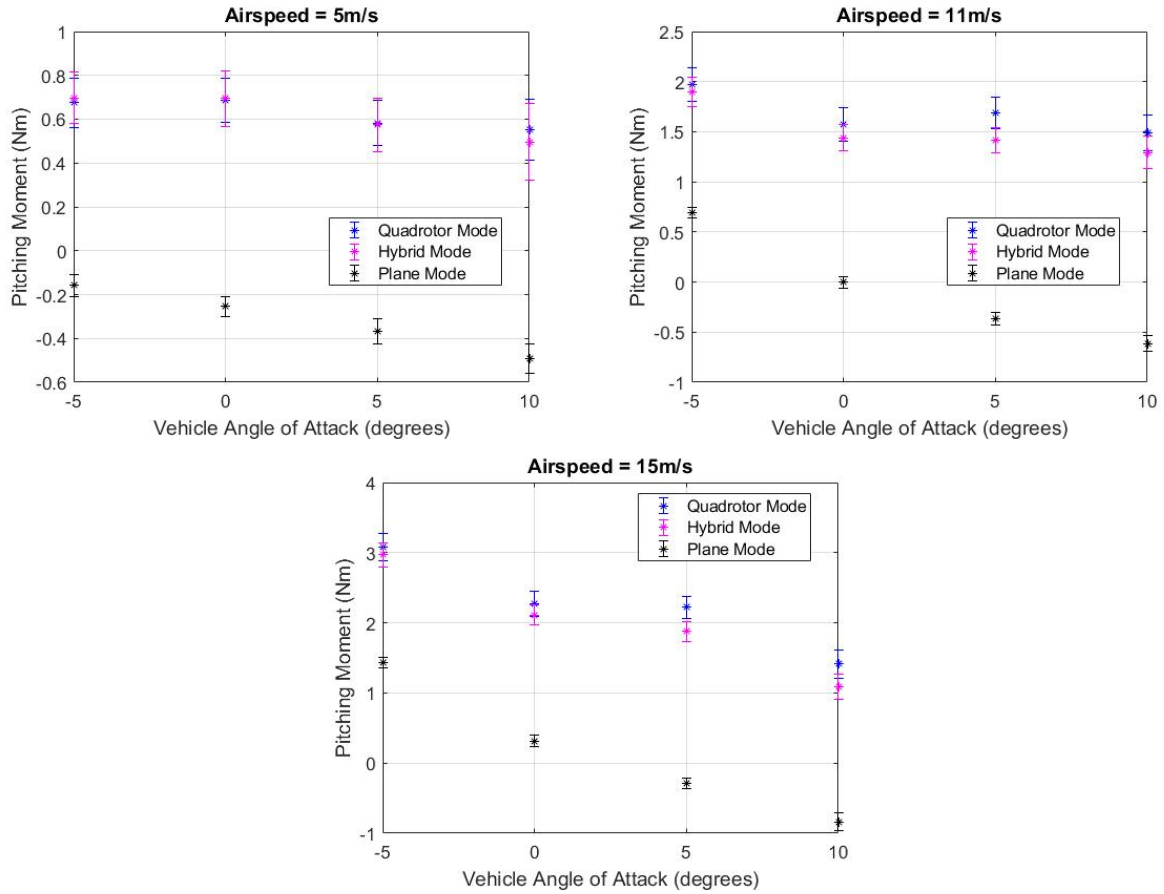 Airspeed = 5m/s
Pitching Moment (Nm)
1
0.8
0.6
0.4
0.2
0
-0.2
-0.4
-0.6
Quadrotor Mode
Hybrid Mode
Plane Mode
-5 0 5 10
Vehicle Angle of Attack (degrees)
Airspeed = 11m/s
Pitching Moment (Nm)
2.5
2
1.5
1
0.5
0
-0.5
-1
Quadrotor Mode
Hybrid Mode
Plane Mode
-5 0 5 10
Vehicle Angle of Attack (degrees)
Airspeed = 15m/s
Pitching Moment (Nm)
4
3
2
1
0
-1
Quadrotor Mode
Hybrid Mode
Plane Mode
-5 0 5 10
Vehicle Angle of Attack (degrees)